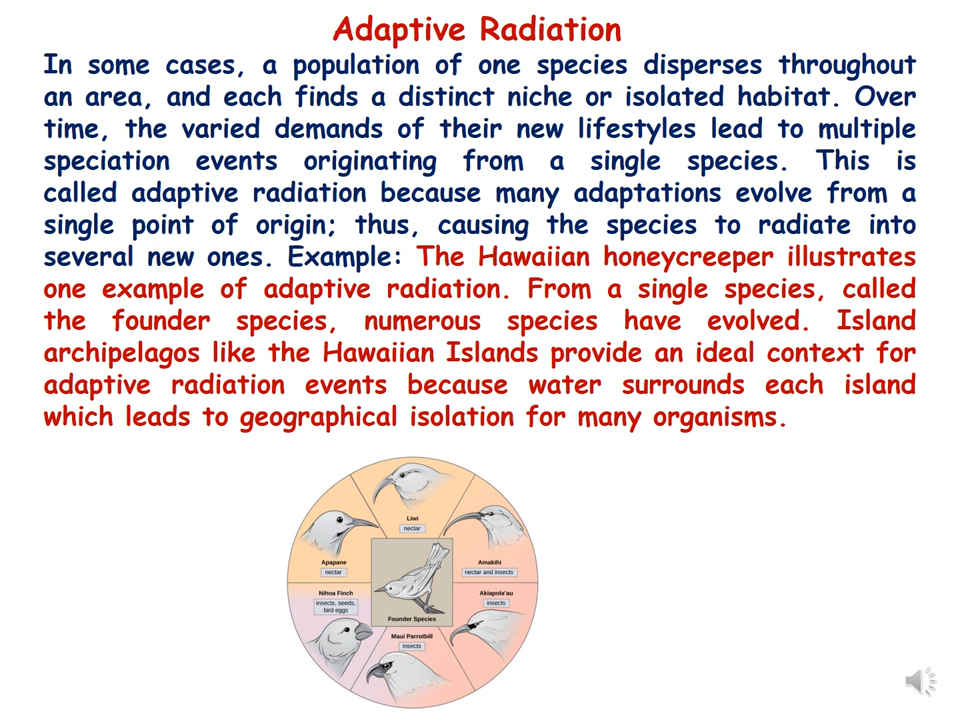 Adaptive Radiation
In some cases, a population of one species disperses throughout
an area, and each finds a distinct niche or isolated habitat. Over
time, the varied demands of their new lifestyles lead to multiple
speciation events originating from a single species. This is
called adaptive radiation because many adaptations evolve from a
single point of origin; thus, causing the species to radiate into
several new ones. Example: The Hawaiian honeycreeper illustrates
one example of adaptive radiation. From a single species, called
the founder species, numerous species have evolved. Island
archipelagos like the Hawaiian Islands provide an ideal context for
adaptive radiation events because water surrounds each island
which leads to geographical isolation for many organisms.
Liwi
nectar
Apapane
nectar
Amakihi
nectar and insects
Nihoa Finch
insects, seeds,
bird eggs
Akiapola'au
insects
Founder Species
Maui Parrotbill
insects